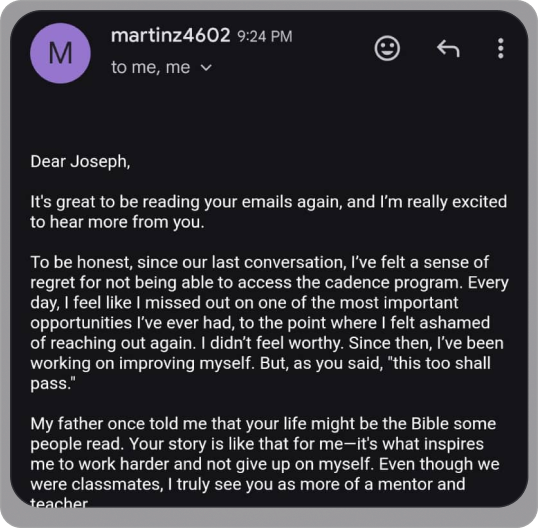 M
martinz4602 9:24 PM
to me, me
Dear Joseph,
It's great to be reading your emails again, and I’m really excited
to hear more from you.
To be honest, since our last conversation, I’ve felt a sense of
regret for not being able to access the cadence program. Every
day, I feel like I missed out on one of the most important
opportunities I’ve ever had, to the point where I felt ashamed
of reaching out again. I didn’t feel worthy. Since then, I’ve been
working on improving myself. But, as you said, "this too shall
pass."
My father once told me that your life might be the Bible some
people read. Your story is like that for me—it's what inspires
me to work harder and not give up on myself. Even though we
were classmates, I truly see you as more of a mentor and
teacher